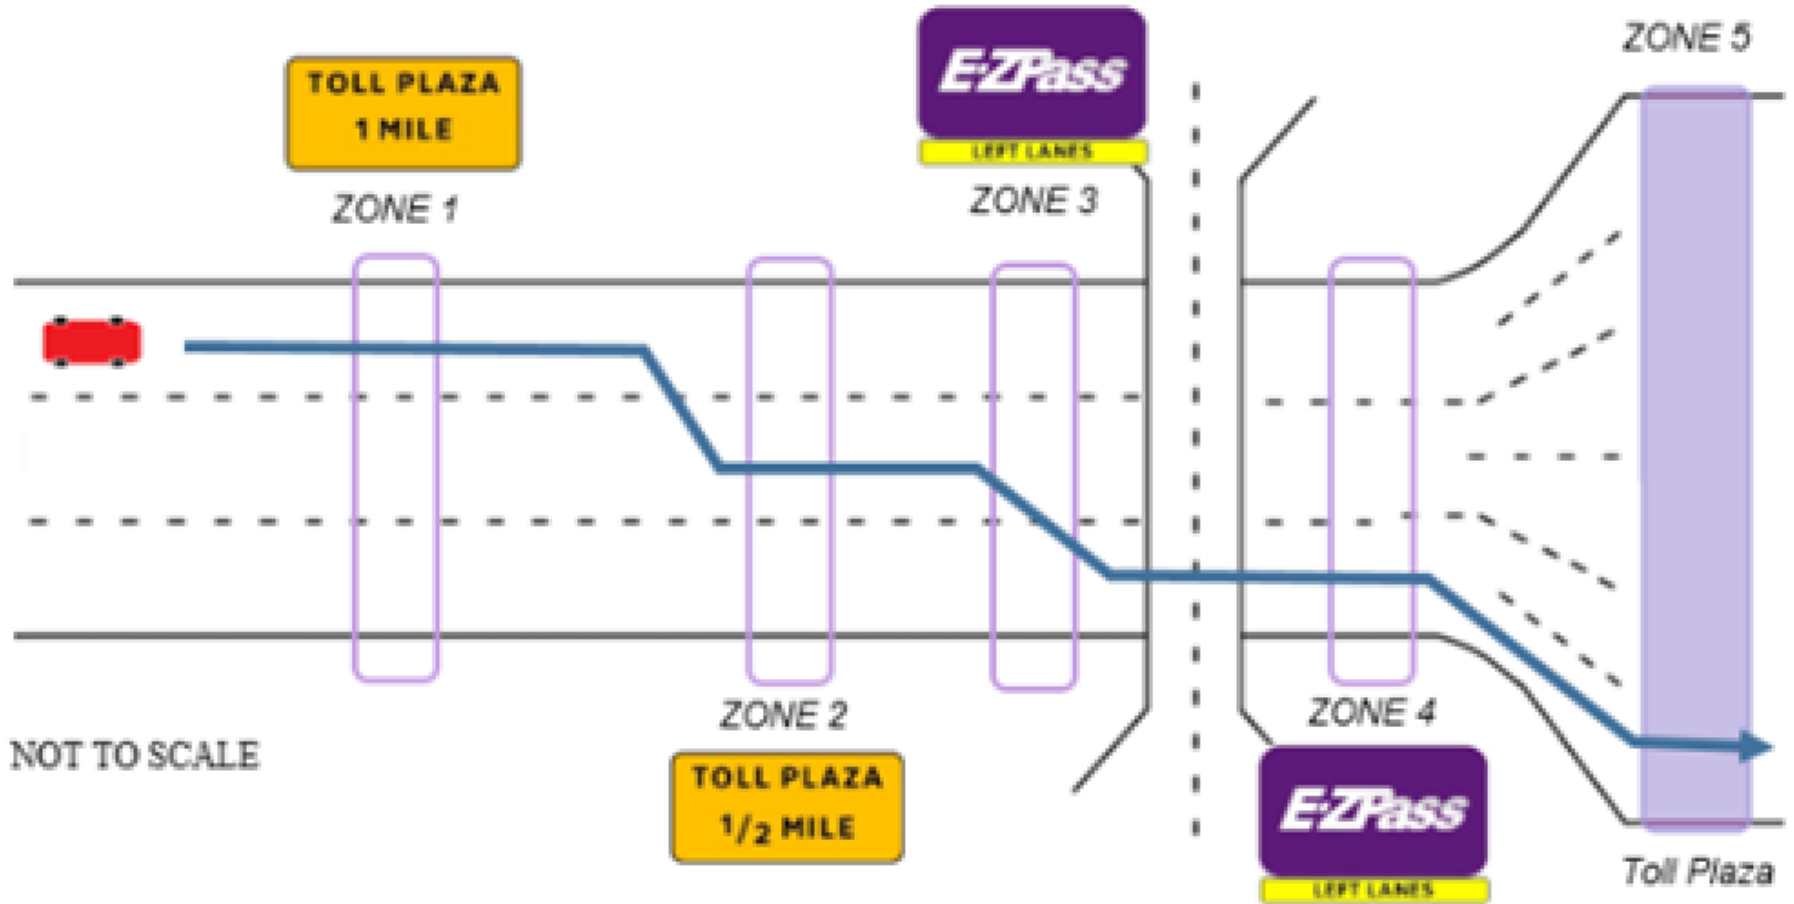 TOLL PLAZA
1 MILE
ZONE 1
E-ZPass
LEFT LANES
ZONE 3
ZONE 5
NOT TO SCALE
ZONE 2
TOLL PLAZA
1/2 MILE
ZONE 4
E-ZPass
LEFT LANES
Toll Plaza